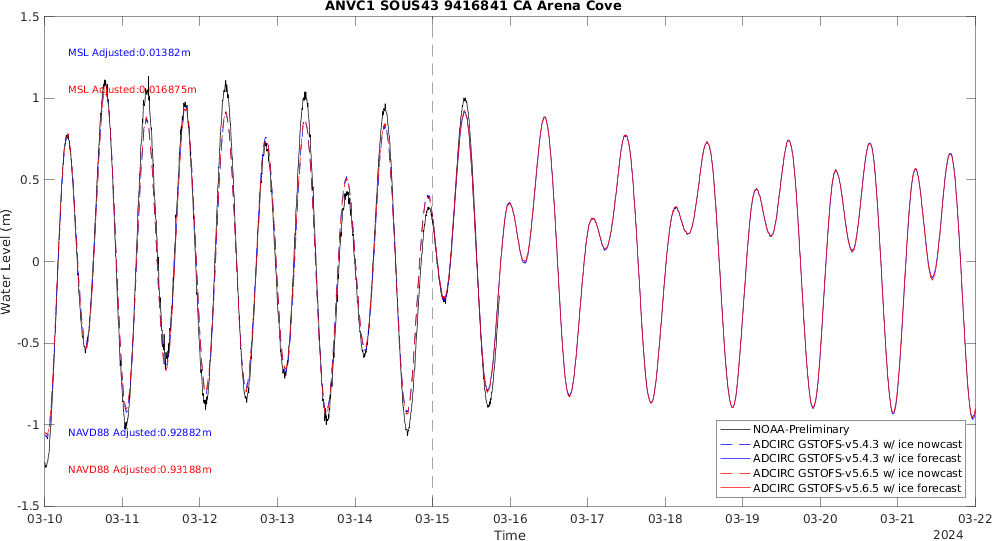 ANVC1 SOUS43 9416841 CA Arena Cove
1.5
1
0.5
0
-0.5
-1
-1.5
Water Level (m)
MSL Adjusted:0.01382m
MSL Adjusted:0.016875m
NAVD88 Adjusted:0.92882m
NAVD88 Adjusted:0.93188m
NOAA-Preliminary
ADCIRC GSTOFS-v5.4.3 w/ ice nowcast
ADCIRC GSTOFS-v5.4.3 w/ ice forecast
ADCIRC GSTOFS-v5.6.5 w/ ice nowcast
ADCIRC GSTOFS-v5.6.5 w/ ice forecast
03-10 03-11 03-12 03-13 03-14 03-15 03-16 03-17 03-18 03-19 03-20 03-21 03-22
Time
2024